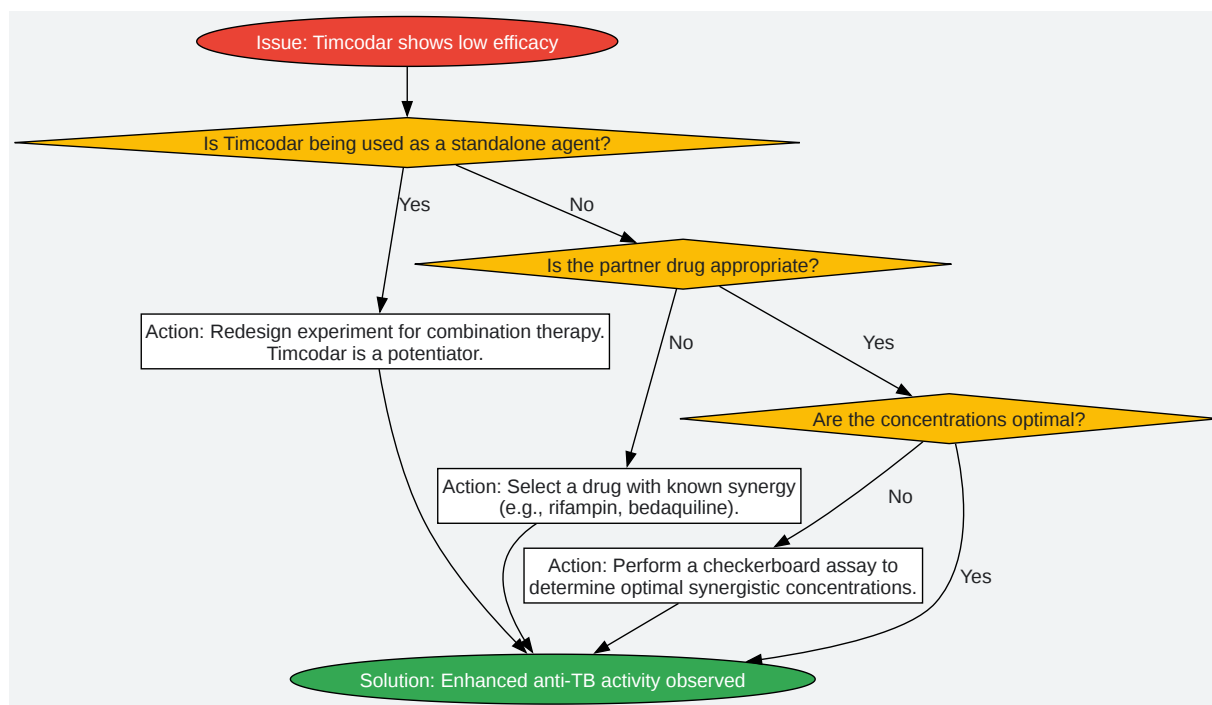 Issue: Timcodar shows low efficacy
Is Timcodar being used as a standalone agent?
Yes
No
Is the partner drug appropriate?
Action: Redesign experiment for combination therapy.
Timcodar is a potentiator.
No
Yes
Are the concentrations optimal?
Action: Select a drug with known synergy
(e.g., rifampin, bedaquiline).
No
Action: Perform a checkerboard assay to
determine optimal synergistic concentrations.
Yes
Solution: Enhanced anti-TB activity observed